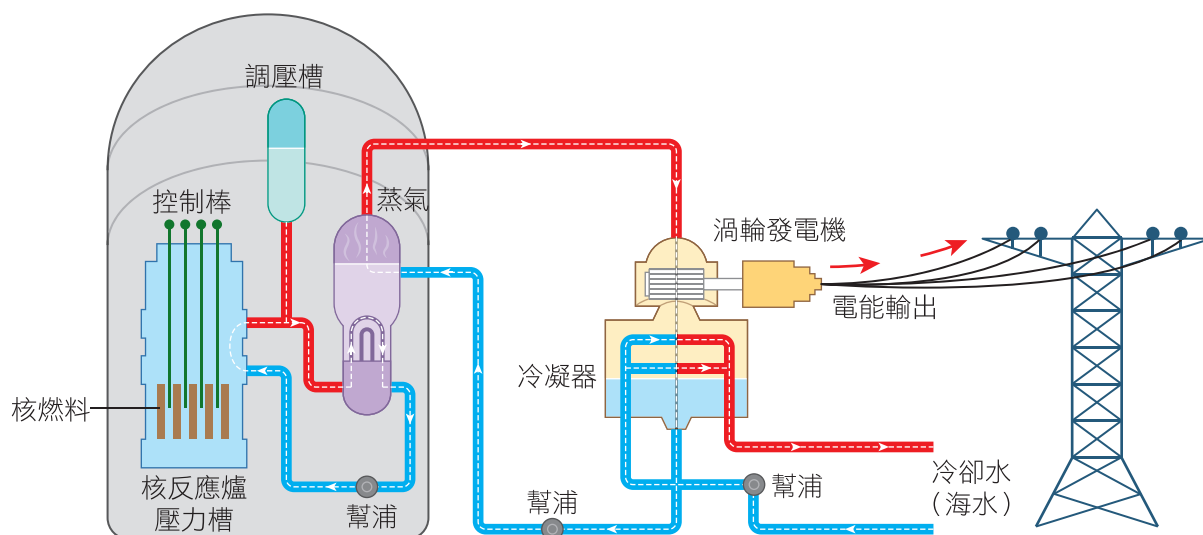 調壓槽
控制棒
蒸氣
渦輪發電機
電能輸出
冷凝器
核燃料
核反應爐
壓力槽
幫浦
幫浦
幫浦
冷卻水
（海水）